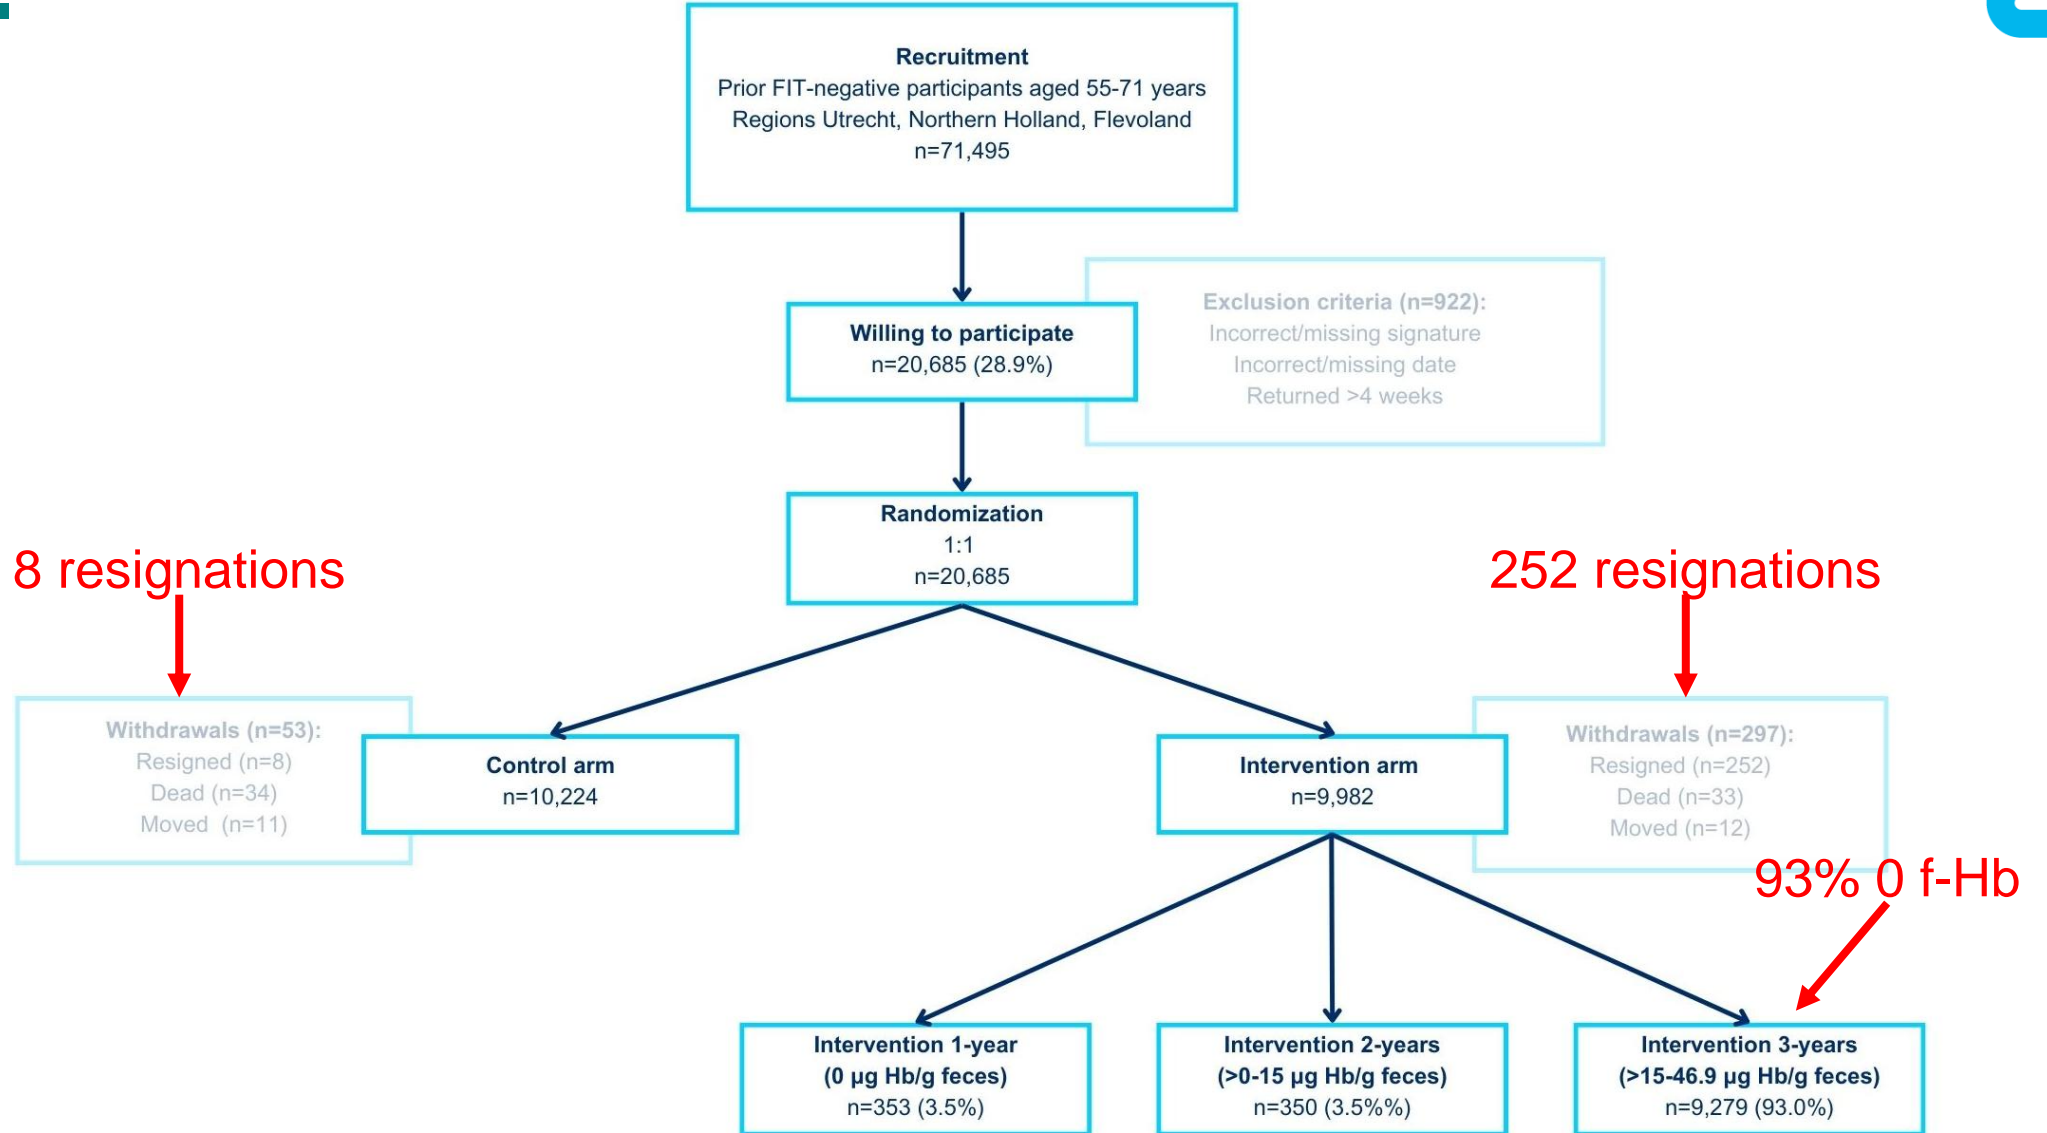 Recruitment
Prior FIT-negative participants aged 55-71 years
Regions Utrecht, Northern Holland, Flevoland
n=71,495
Exclusion criteria (n=922):
Incorrect/missing signature
Incorrect/missing date
Returned >4 weeks
Willing to participate
n=20,685 (28.9%)
Randomization
1:1
n=20,685
8 resignations
252 resignations
Withdrawals (n=53):
Resigned (n=8)
Dead (n=34)
Moved (n=11)
Control arm
n=10,224
Intervention arm
n=9,982
Withdrawals (n=297):
Resigned (n=252)
Dead (n=33)
Moved (n=12)
93% 0 f-Hb
Intervention 1-year
(0 µg Hb/g feces)
n=353 (3.5%)
Intervention 2-years
(>0-15 µg Hb/g feces)
n=350 (3.5%%)
Intervention 3-years
(>15-46.9 µg Hb/g feces)
n=9,279 (93.0%)